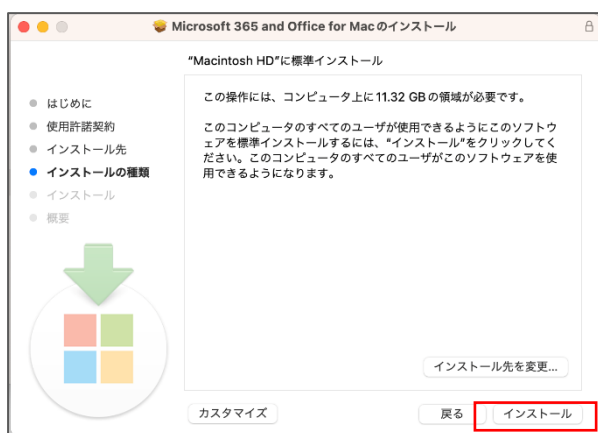 Microsoft 365 and Office for Macのインストール
"Macintosh HD"に標準インストール
はじめに
使用許諾契約
インストール先
インストールの種類
インストール
概要
この操作には、コンピュータ上に11.32 GBの領域が必要です。
このコンピュータのすべてのユーザが使用できるようにこのソフトウ
ェアを標準インストールするには、"インストール"をクリックしてく
ださい。このコンピュータのすべてのユーザがこのソフトウェアを使
用できるようになります。
インストール先を変更...
カスタマイズ
戻る
インストール